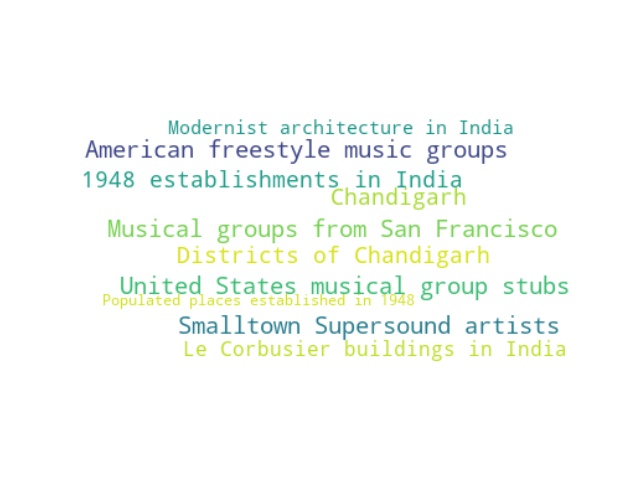 Modernist architecture in India
American freestyle music groups
1948 establishments in India
Chandigarh
Musical groups from San Francisco
Districts of Chandigarh
United States musical group stubs
Populated places established in 1948
Smalltown Supersound artists
Le Corbusier buildings in India